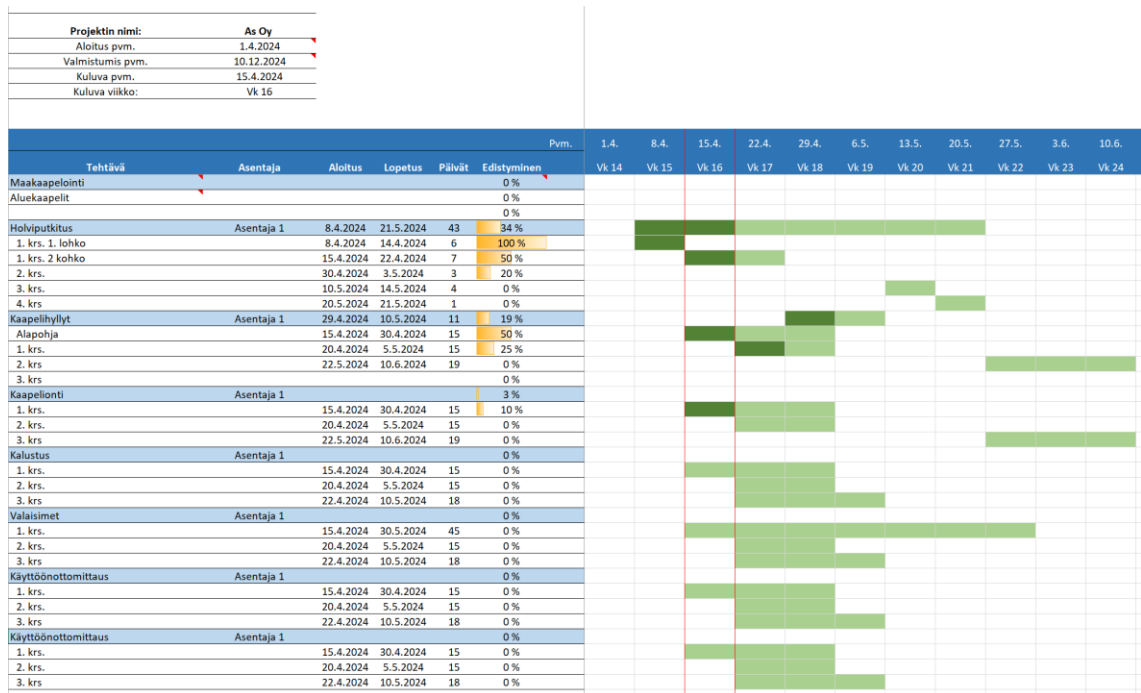 Projektin nimi: As Oy
Aloitus pvm. 1.4.2024
Valmistumis pvm. 10.12.2024
Kuluva pvm. 15.4.2024
Kuluva viikko: Vk 16
Pvm. 1.4. 8.4. 15.4. 22.4. 29.4. 6.5. 13.5. 20.5. 27.5. 3.6. 10.6.
Tehtävä Asentaja Aloitus Lopetus Päivät Edistyminen Vk 14 Vk 15 Vk 16 Vk 17 Vk 18 Vk 19 Vk 20 Vk 21 Vk 22 Vk 23 Vk 24
Maakaapelointi 0 %
Aluekaapelit 0 %
0 %
Holviputkitus Asentaja 1 8.4.2024 21.5.2024 43 34 %
1. krs. 1. lohko 8.4.2024 14.4.2024 6 100 %
1. krs. 2 kohko 15.4.2024 22.4.2024 7 50 %
2. krs. 30.4.2024 3.5.2024 3 20 %
3. krs. 10.5.2024 14.5.2024 4 0 %
4. krs 20.5.2024 21.5.2024 1 0 %
Kaapelihyllyt Asentaja 1 29.4.2024 10.5.2024 11 19 %
Alapohja 15.4.2024 30.4.2024 15 50 %
1. krs. 20.4.2024 5.5.2024 15 25 %
2. krs 22.5.2024 10.6.2024 19 0 %
3. krs 0 %
Kaapelionti Asentaja 1 3 %
1. krs. 15.4.2024 30.4.2024 15 10 %
2. krs. 20.4.2024 5.5.2024 15 0 %
3. krs 22.5.2024 10.6.2024 19 0 %
Kalustus Asentaja 1 0 %
1. krs. 15.4.2024 30.4.2024 15 0 %
2. krs. 20.4.2024 5.5.2024 15 0 %
3. krs 22.4.2024 10.5.2024 18 0 %
Valaisimet Asentaja 1 0 %
1. krs. 15.4.2024 30.5.2024 45 0 %
2. krs. 20.4.2024 5.5.2024 15 0 %
3. krs 22.4.2024 10.5.2024 18 0 %
Käyttöönottomittaus Asentaja 1 0 %
1. krs. 15.4.2024 30.4.2024 15 0 %
2. krs. 20.4.2024 5.5.2024 15 0 %
3. krs 22.4.2024 10.5.2024 18 0 %
Käyttöönottomittaus Asentaja 1 0 %
1. krs. 15.4.2024 30.4.2024 15 0 %
2. krs. 20.4.2024 5.5.2024 15 0 %
3. krs 22.4.2024 10.5.2024 18 0 %